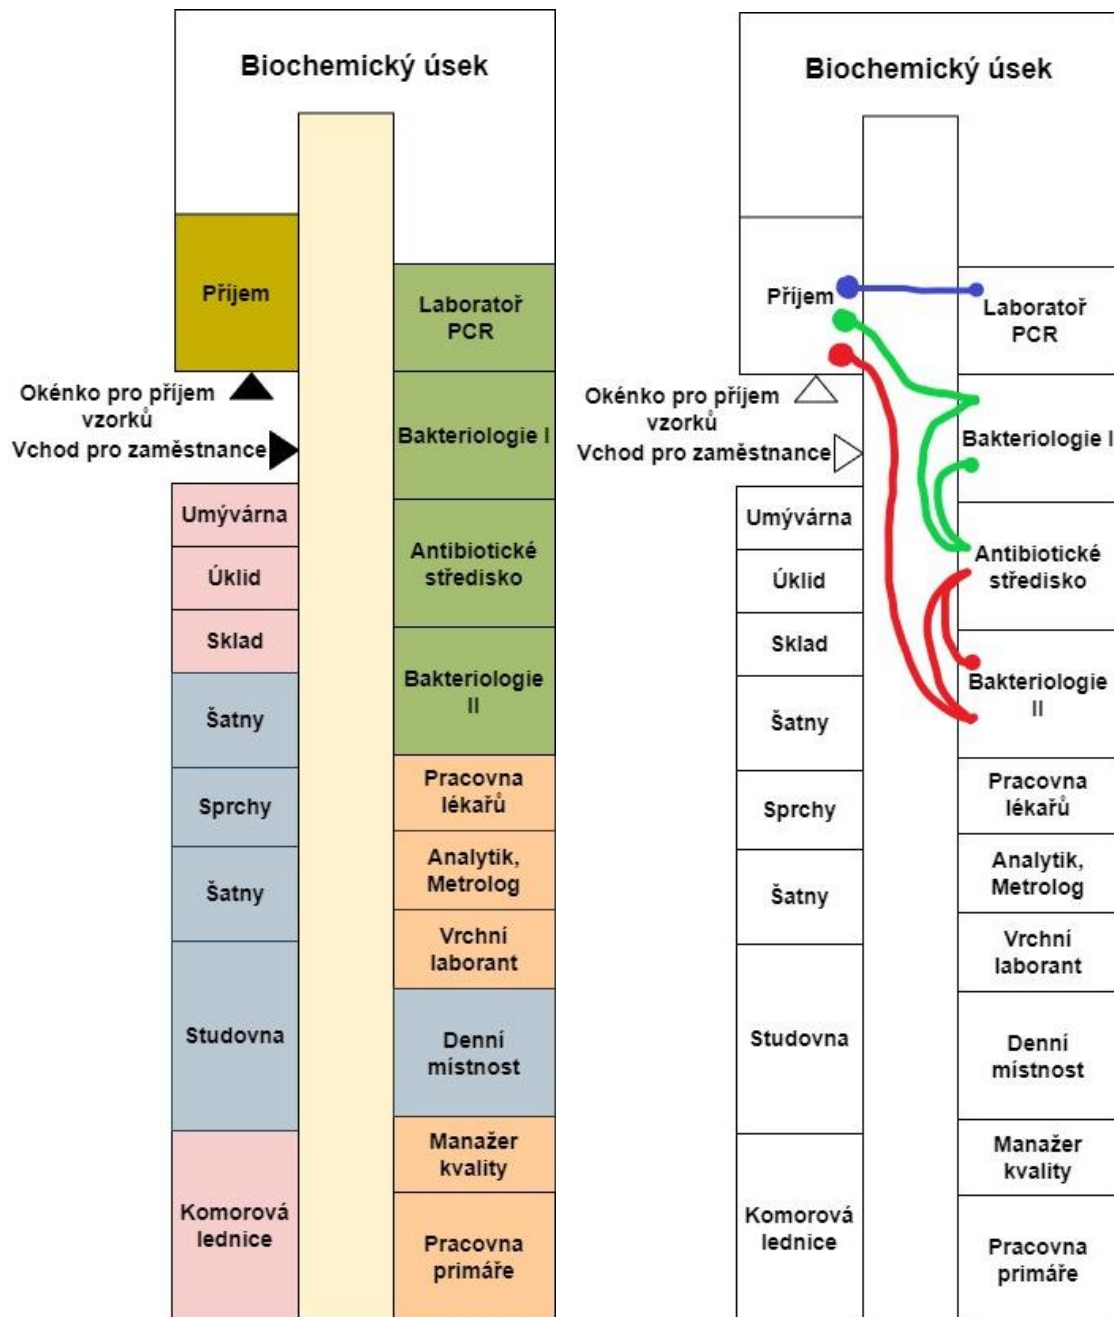 Biochemický úsek
Příjem
Laboratoř
PCR
Okénko pro příjem
vzorků
Vchod pro zaměstnance
Bakteriologie I
Umývárna
Úklid
Antibiotické
středisko
Sklad
Bakteriologie
II
Šatny
Pracovna
lékařů
Sprchy
Analytik,
Metrolog
Šatny
Vrchní
laborant
Studovna
Denní
místnost
Manažer
kvality
Komorová
lednice
Pracovna
primáře
Biochemický úsek
Příjem
Laboratoř
PCR
Okénko pro příjem
vzorků
Vchod pro zaměstnance
Bakteriologie I
Umývárna
Úklid
Antibiotické
středisko
Sklad
Bakteriologie
II
Šatny
Pracovna
lékařů
Sprchy
Analytik,
Metrolog
Šatny
Vrchní
laborant
Studovna
Denní
místnost
Manažer
kvality
Komorová
lednice
Pracovna
primáře